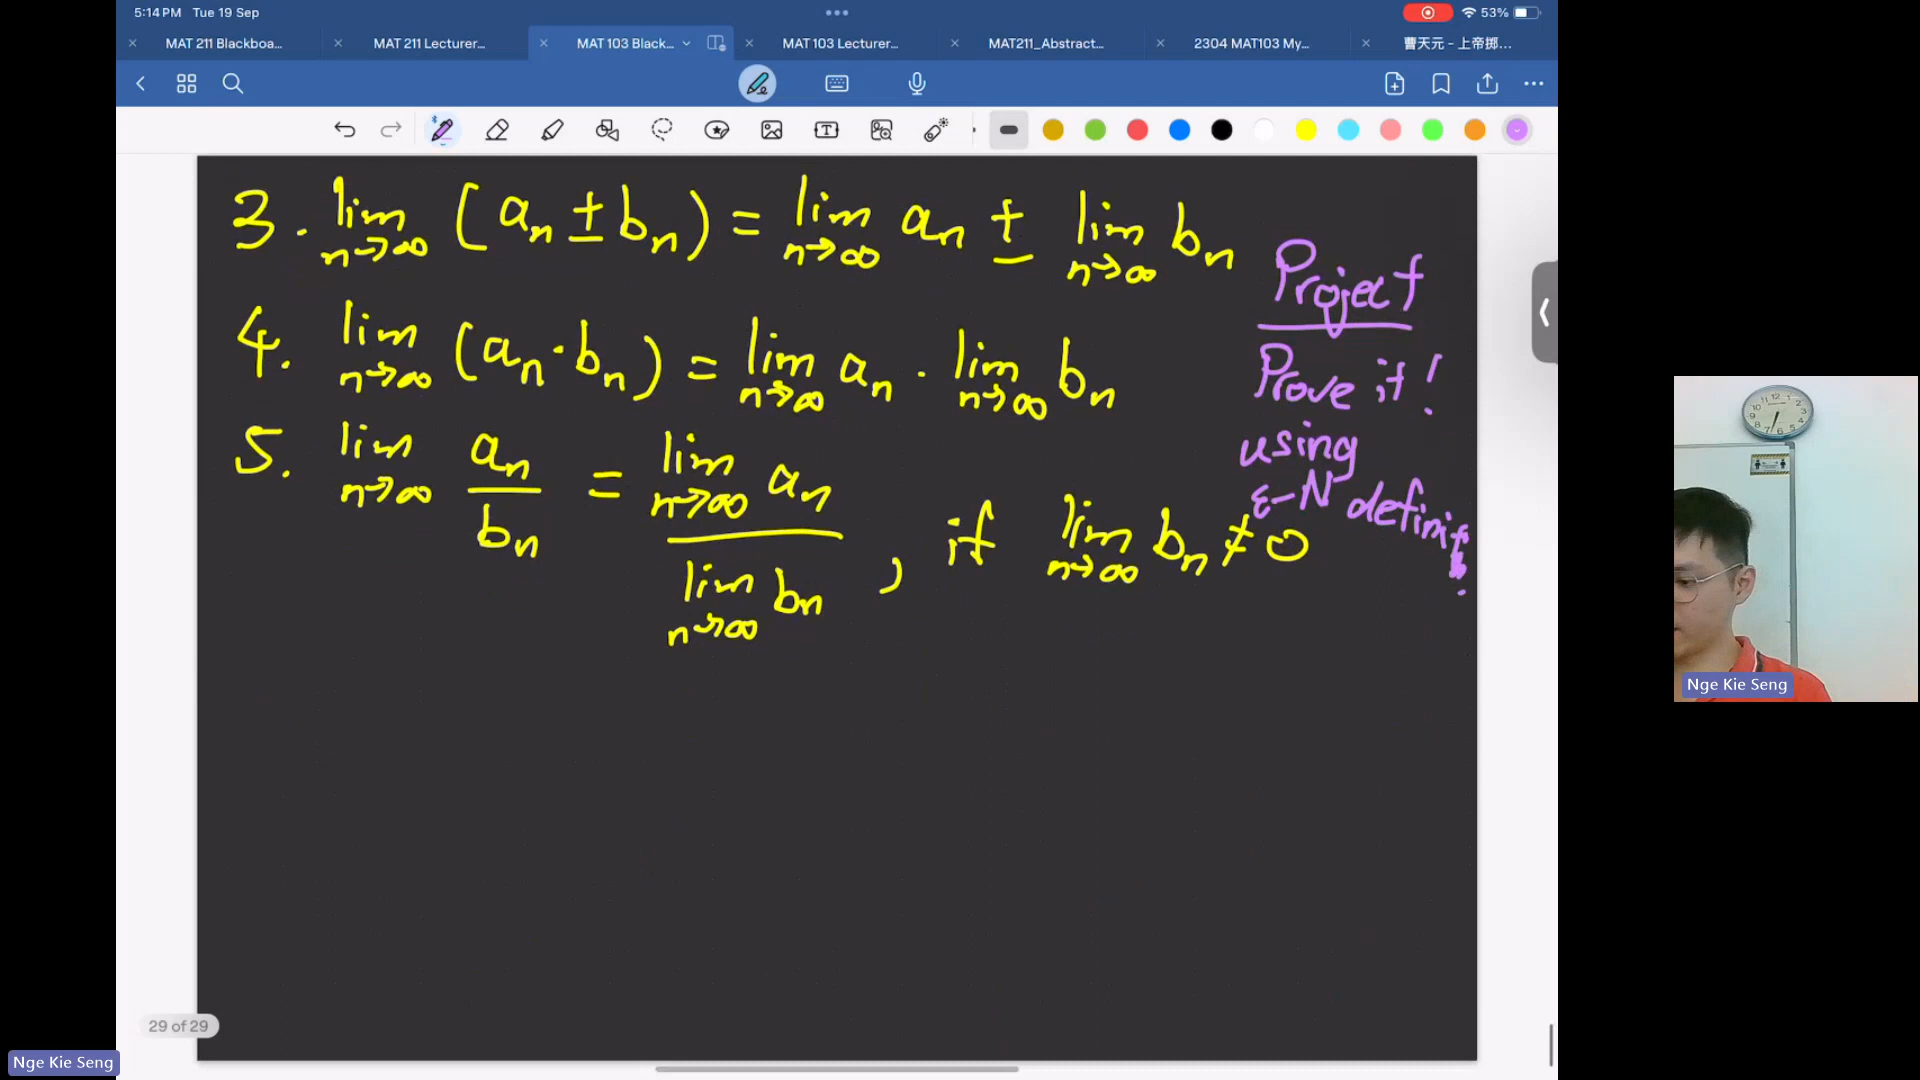 5:14 PM Tue 19 Sep
53%
MAT 211 Blackboa...
MAT 211 Lecturer...
MAT 103 Black...
MAT 103 Lecturer...
MAT211_Abstract...
2304 MAT103 My...
曹天元 - 上帝掷...
3. lim n→∞ (an ± bn) = lim n→∞ an ± lim n→∞ bn
4. lim n→∞ (an · bn) = lim n→∞ an · lim n→∞ bn
5. lim n→∞ an/bn = lim n→∞ an / lim n→∞ bn , if lim n→∞ bn ≠ 0
Project
Prove it!
using
ε-N
29 of 29
Nge Kie Seng
Nge Kie Seng